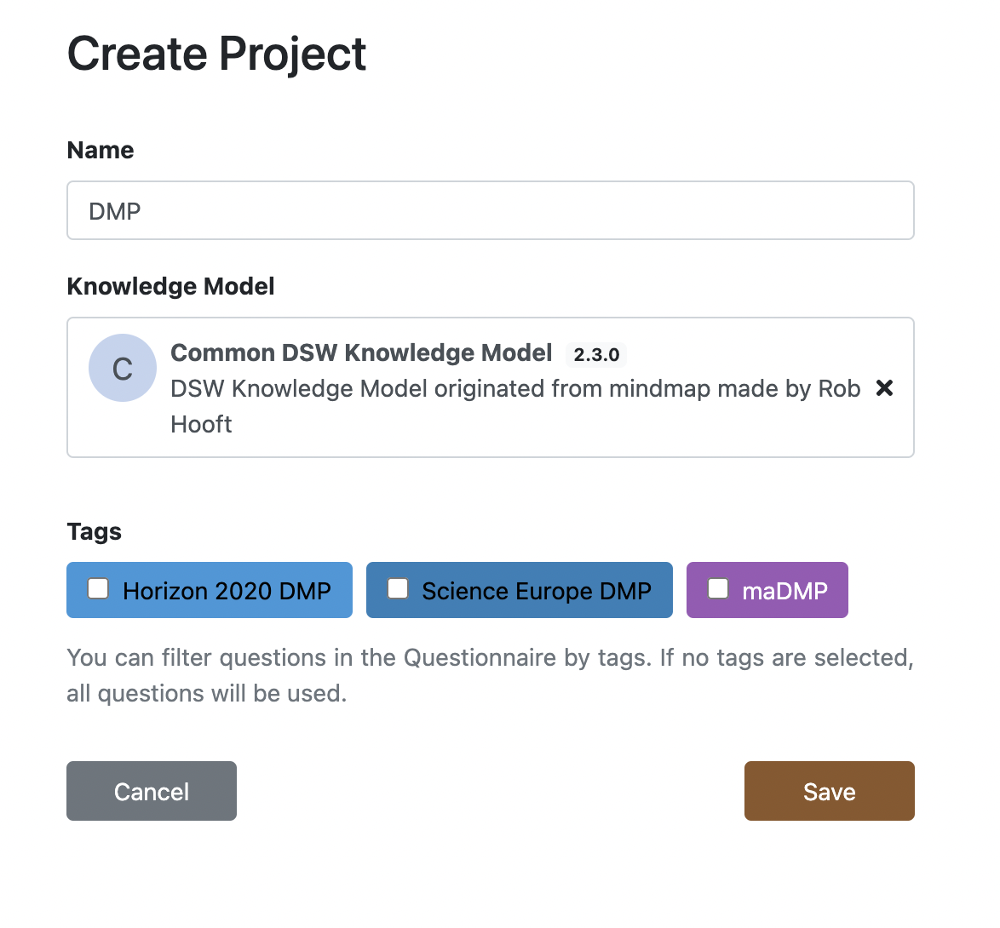 Create Project
Name
DMP
Knowledge Model
C
Common DSW Knowledge Model 2.3.0
DSW Knowledge Model originated from mindmap made by Rob
Hooft
Tags
Horizon 2020 DMP
Science Europe DMP
maDMP
You can filter questions in the Questionnaire by tags. If no tags are selected,
all questions will be used.
Cancel
Save